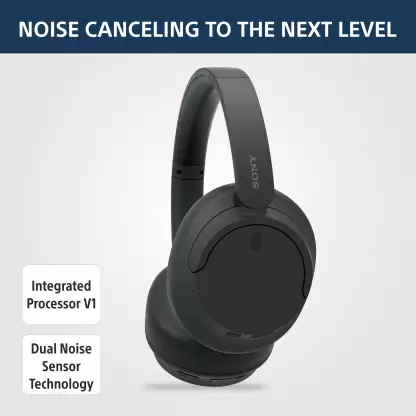 NOISE CANCELING TO THE NEXT LEVEL
SONY
Integrated
Processor V1
Dual Noise
Sensor
Technology